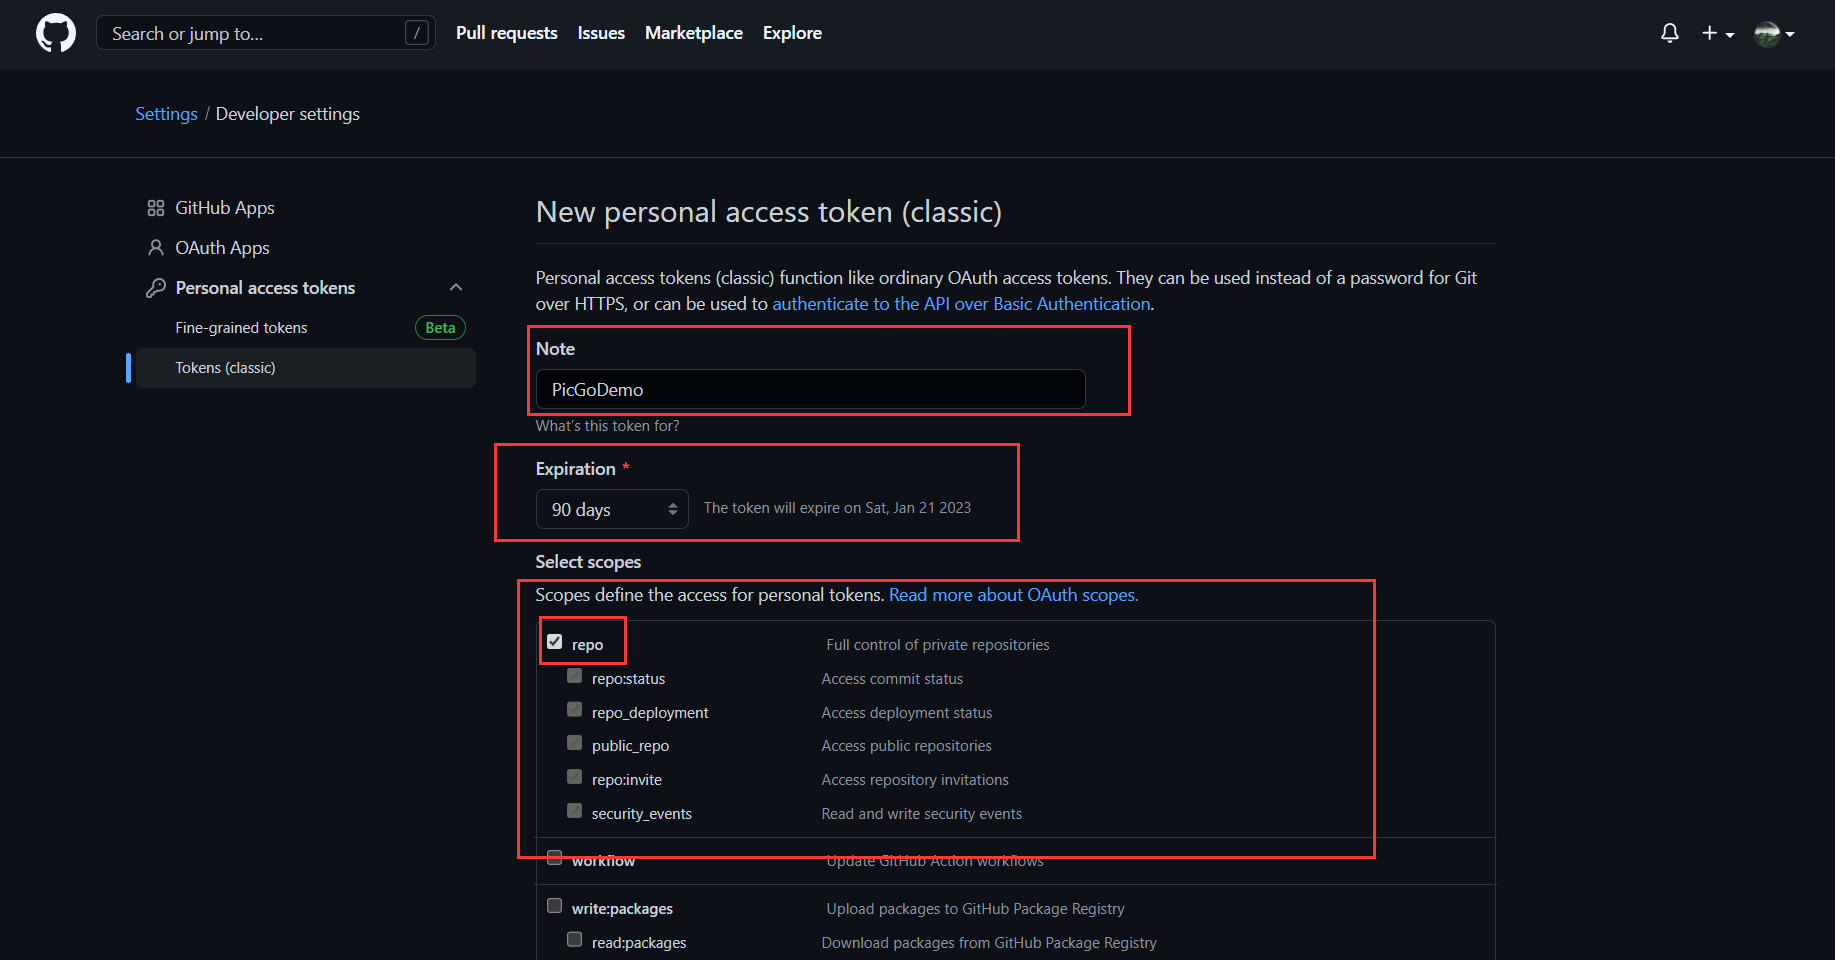 Search or jump to... /
Pull requests Issues Marketplace Explore
Settings / Developer settings
GitHub Apps
OAuth Apps
Personal access tokens
Fine-grained tokens Beta
Tokens (classic)
New personal access token (classic)
Personal access tokens (classic) function like ordinary OAuth access tokens. They can be used instead of a password for Git
over HTTPS, or can be used to authenticate to the API over Basic Authentication.
Note
PicGoDemo
What's this token for?
Expiration *
90 days The token will expire on Sat, Jan 21 2023
Select scopes
Scopes define the access for personal tokens. Read more about OAuth scopes.
repo Full control of private repositories
repo:status Access commit status
repo_deployment Access deployment status
public_repo Access public repositories
repo:invite Access repository invitations
security_events Read and write security events
workflow Update GitHub Action workflows
write:packages Upload packages to GitHub Package Registry
read:packages Download packages from GitHub Package Registry